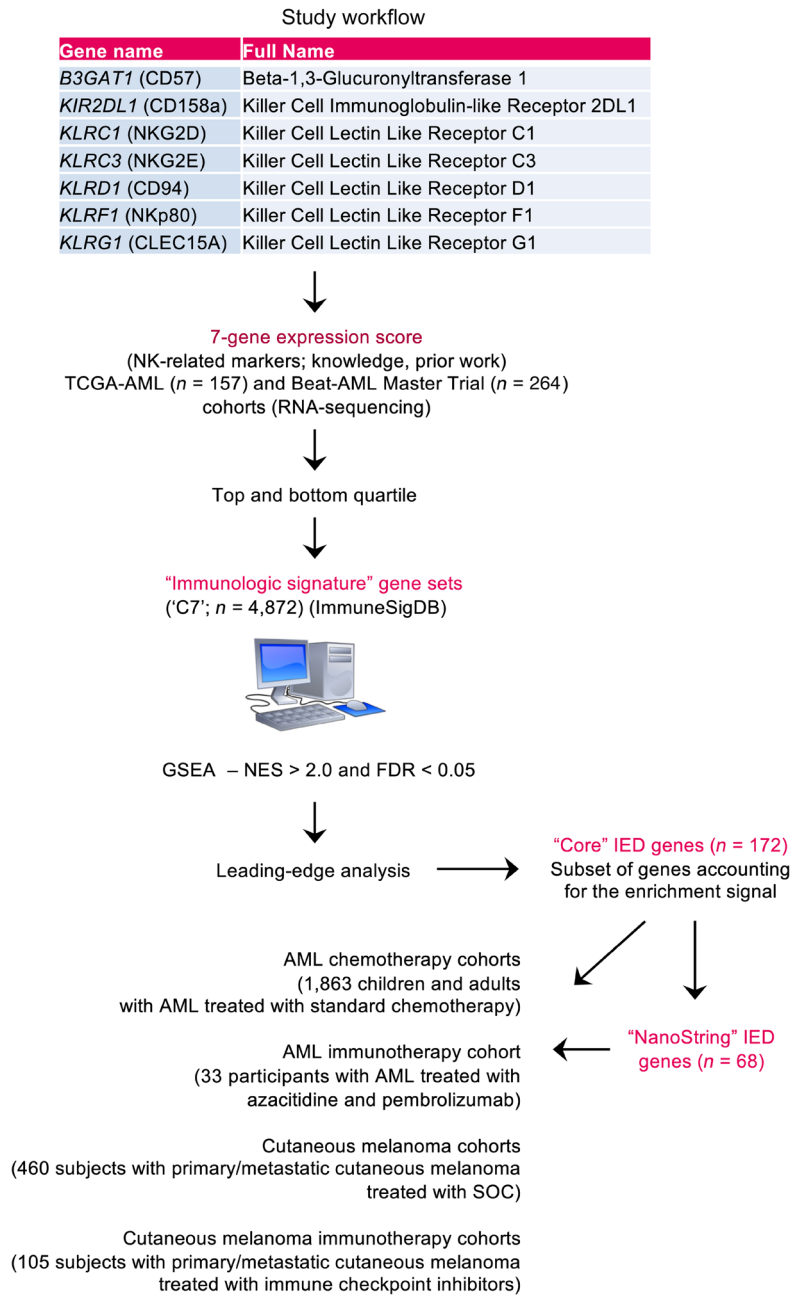 Study workflow
Gene name Full Name
B3GAT1 (CD57) Beta-1,3-Glucuronyltransferase 1
KIR2DL1 (CD158a) Killer Cell Immunoglobulin-like Receptor 2DL1
KLRC1 (NKG2D) Killer Cell Lectin Like Receptor C1
KLRC3 (NKG2E) Killer Cell Lectin Like Receptor C3
KLRD1 (CD94) Killer Cell Lectin Like Receptor D1
KLRF1 (NKp80) Killer Cell Lectin Like Receptor F1
KLRG1 (CLEC15A) Killer Cell Lectin Like Receptor G1
7-gene expression score
(NK-related markers; knowledge, prior work)
TCGA-AML (n = 157) and Beat-AML Master Trial (n = 264)
cohorts (RNA-sequencing)
Top and bottom quartile
“Immunologic signature” gene sets
(‘C7’; n = 4,872) (ImmuneSigDB)
GSEA – NES > 2.0 and FDR < 0.05
Leading-edge analysis
“Core” IED genes (n = 172)
Subset of genes accounting
for the enrichment signal
AML chemotherapy cohorts
(1,863 children and adults
with AML treated with standard chemotherapy)
“NanoString” IED
genes (n = 68)
AML immunotherapy cohort
(33 participants with AML treated with
azacitidine and pembrolizumab)
Cutaneous melanoma cohorts
(460 subjects with primary/metastatic cutaneous melanoma
treated with SOC)
Cutaneous melanoma immunotherapy cohorts
(105 subjects with primary/metastatic cutaneous melanoma
treated with immune checkpoint inhibitors)